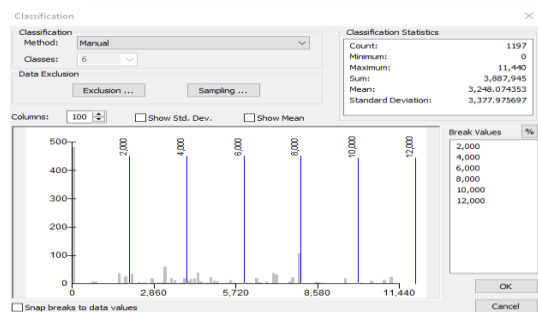 Classification
Classification
Method: Manual
Classes: 6
Data Exclusion
Exclusion ... Sampling ...
Columns: 100 Show Std. Dev. Show Mean
Classification Statistics
Count: 1197
Minimum: 0
Maximum: 11,440
Sum: 3,887,945
Mean: 3,248.074353
Standard Deviation: 3,377.975697
2,000 4,000 6,000 8,000 10,000 12,000
500
400
300
200
100
0
0 2,860 5,720 8,580 11,440
Break Values %
2,000
4,000
6,000
8,000
10,000
12,000
OK
Cancel
Snap breaks to data values